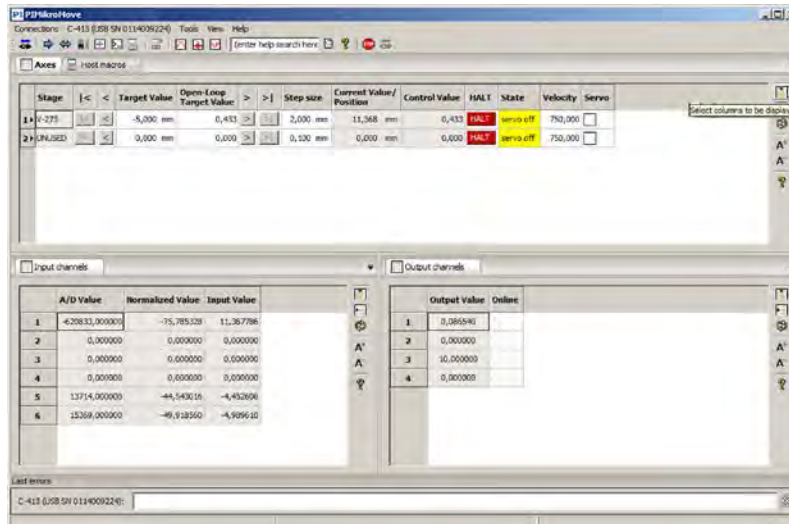 PI PIMikroMove
Connections C-413 (USB SN 0114009224) Tools View Help
Enter help search here
Axes Host macros
Stage |< < Target Value Open-Loop Target Value > >| Step size Current Value/ Position Control Value HALT State Velocity Servo
1 V-275 |< < -5,000 mm 0,433 > >| 2,000 mm 11,368 mm 0,433 HALT servo off 750,000
2 UNUSED |< < 0,000 mm 0,000 > >| 0,100 mm 0,000 mm 0,000 HALT servo off 750,000
Select columns to be display
Input channels
A/D Value Normalized Value Input Value
1 -620833,000000 -75,785328 11,367786
2 0,000000 0,000000 0,000000
3 0,000000 0,000000 0,000000
4 0,000000 0,000000 0,000000
5 13714,000000 -44,543016 -4,452606
6 15369,000000 -49,918560 -4,989610
Output channels
Output Value Online
1 0,086540
2 0,000000
3 10,000000
4 0,000000
Last errors
C-413 (USB SN 0114009224):